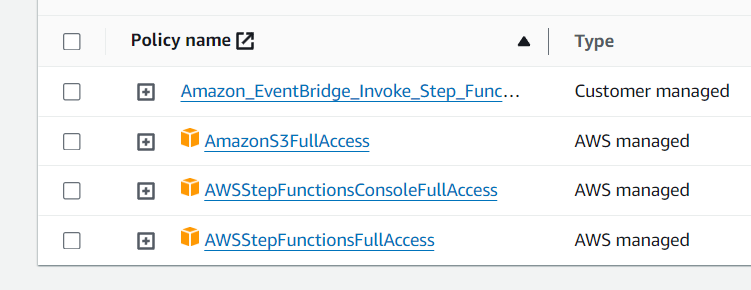 Policy name Type
Amazon_EventBridge_Invoke_Step_Func... Customer managed
AmazonS3FullAccess AWS managed
AWSStepFunctionsConsoleFullAccess AWS managed
AWSStepFunctionsFullAccess AWS managed